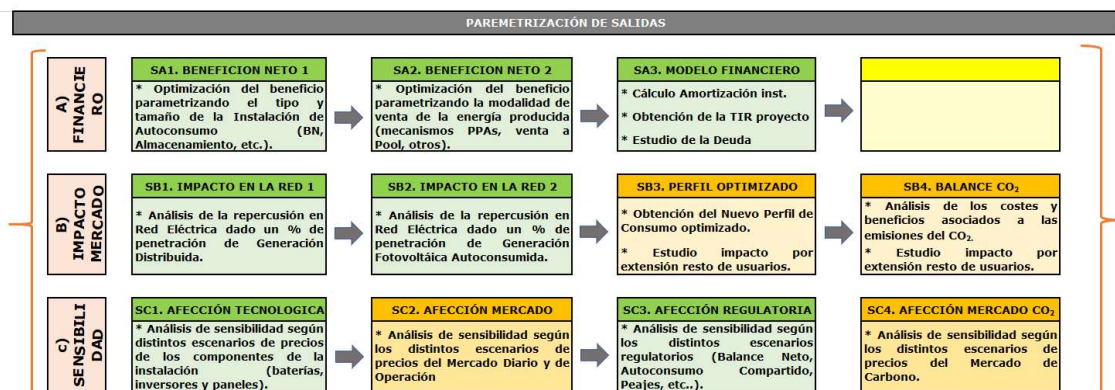 PAREMETRIZACIÓN DE SALIDAS
A)
FINANCIE
RO
SA1. BENEFICION NETO 1
* Optimización del beneficio
parametrizando el tipo y
tamaño de la Instalación de
Autoconsumo (BN,
Almacenamiento, etc.).
SA2. BENEFICION NETO 2
* Optimización del beneficio
parametrizando la modalidad de
venta de la energía producida
(mecanismos PPAs, venta a
Pool, otros).
SA3. MODELO FINANCIERO
* Cálculo Amortización inst.
* Obtención de la TIR proyecto
* Estudio de la Deuda
B)
IMPACTO
MERCADO
SB1. IMPACTO EN LA RED 1
* Análisis de la repercusión en
Red Eléctrica dado un % de
penetración de Generación
Distribuida.
SB2. IMPACTO EN LA RED 2
* Análisis de la repercusión en
Red Eléctrica dado un % de
penetración de Generación
Fotovoltáica Autoconsumida.
SB3. PERFIL OPTIMIZADO
* Obtención del Nuevo Perfil de
Consumo optimizado.
* Estudio impacto por
extensión resto de usuarios.
SB4. BALANCE CO₂
* Análisis de los costes y
beneficios asociados a las
emisiones del CO₂.
* Estudio impacto por
extensión resto de usuarios.
c)
SENSIBILI
DAD
SC1. AFECCIÓN TECNOLOGICA
* Análisis de sensibilidad según
distintos escenarios de precios
de los componentes de la
instalación (baterías,
inversores y paneles).
SC2. AFECCIÓN MERCADO
* Análisis de sensibilidad según
los distintos escenarios de
precios del Mercado Diario y de
Operación
SC3. AFECCIÓN REGULATORIA
* Análisis de sensibilidad según
los distintos escenarios
regulatorios (Balance Neto,
Autoconsumo Compartido,
Peajes, etc..).
SC4. AFECCIÓN MERCADO CO₂
* Análisis de sensibilidad según
los distintos escenarios de
precios del Mercado de
Carbono.